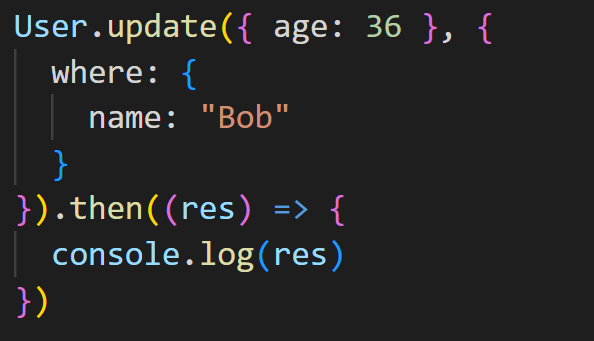 User.update({ age: 36 }, {
  where: {
    name: "Bob"
  }
}).then((res) => {
  console.log(res)
})